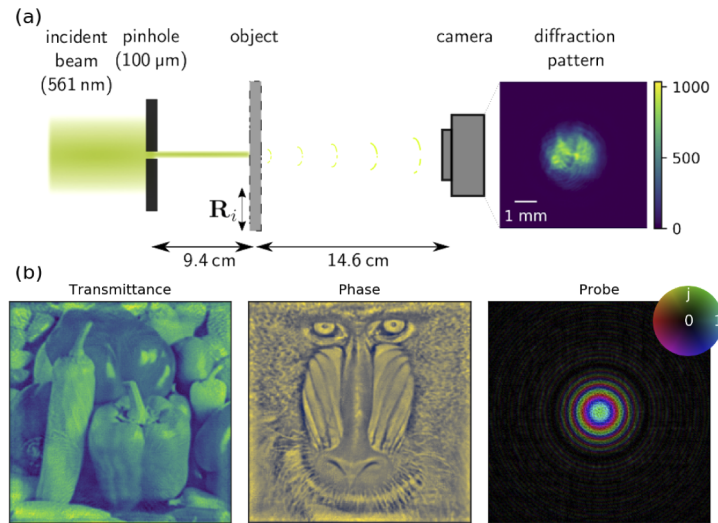 (a)
incident
beam
(561 nm)
pinhole
(100 µm)
object
camera
diffraction
pattern
1000
500
0
1 mm
R_i
9.4 cm
14.6 cm
(b)
Transmittance
Phase
Probe
j
0
1